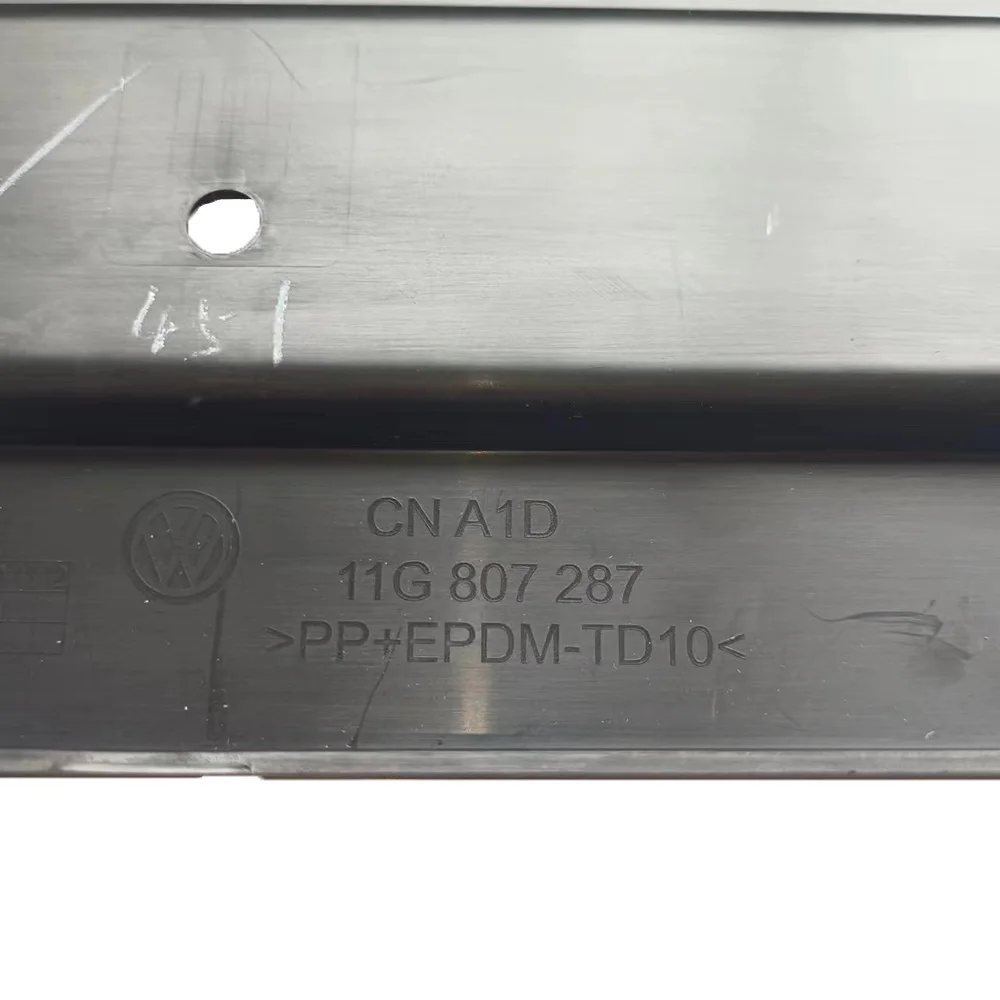 451
CN A1D
11G 807 287
>PP+EPDM-TD10<